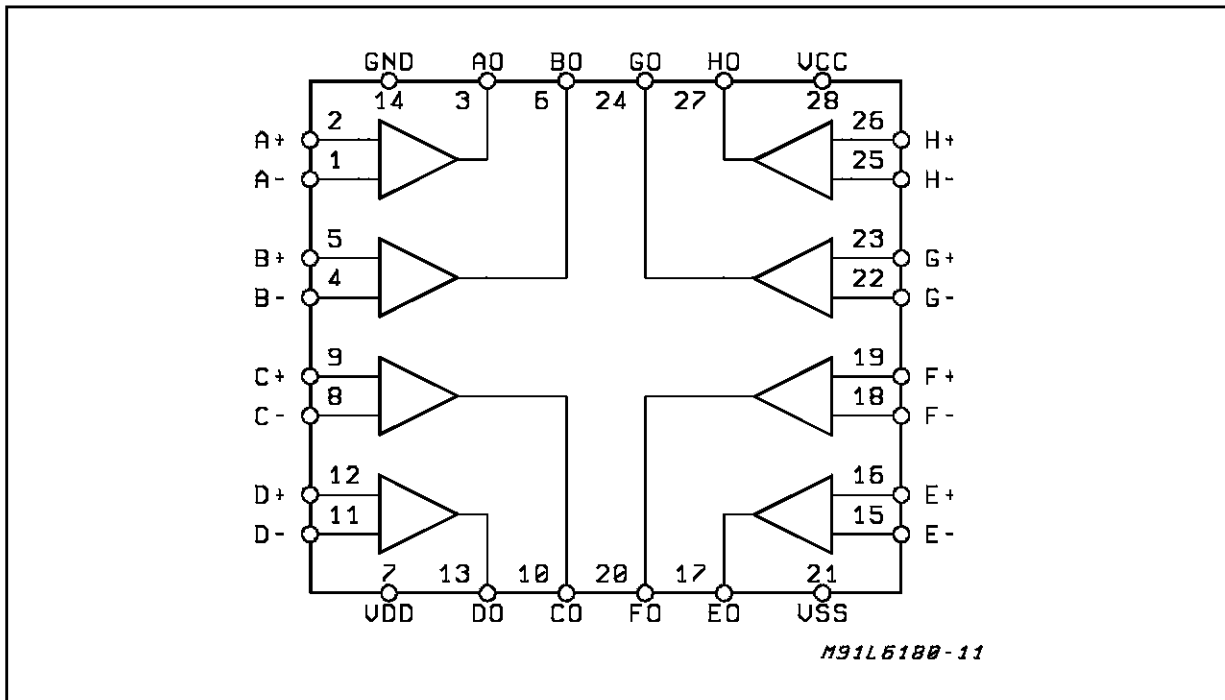 GND AO BO GO HO VCC
14 3 6 24 27 28
A+ 2 26 H+
A- 1 25 H-
B+ 5 23 G+
B- 4 22 G-
C+ 9 19 F+
C- 8 18 F-
D+ 12 16 E+
D- 11 15 E-
7 13 10 20 17 21
VDD DO CO FO EO VSS
M91L6180-11